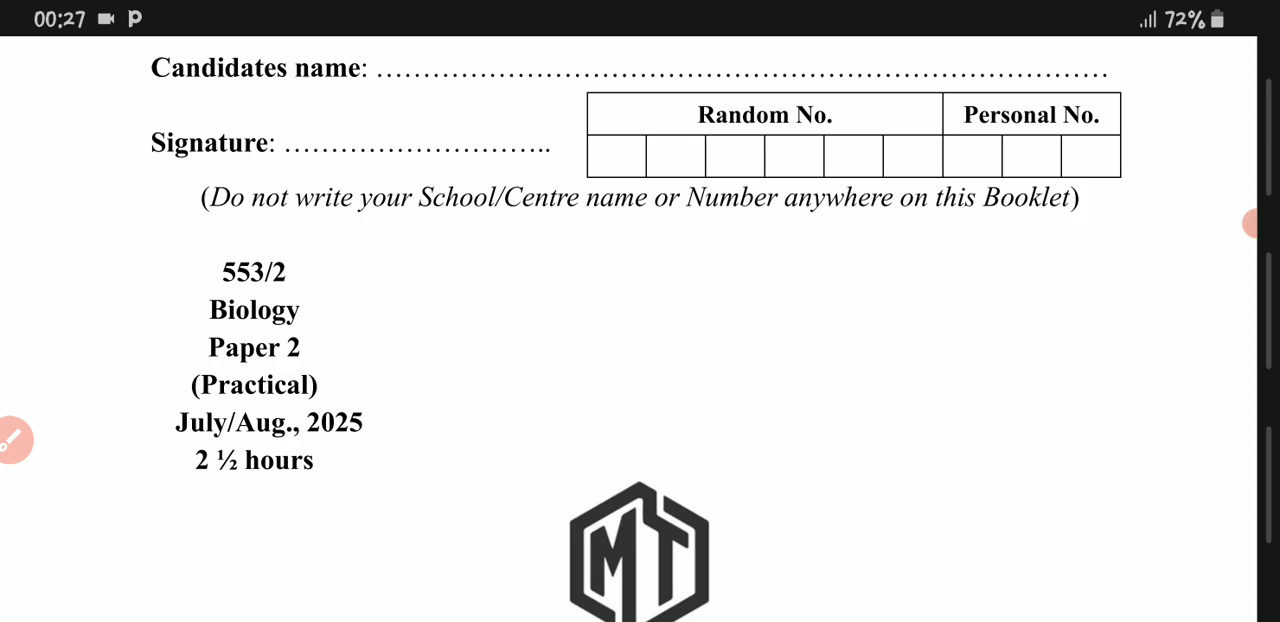 00:27 72%
Candidates name: ……………………………………………………………………
Random No. Personal No.
Signature: ………………………..
(Do not write your School/Centre name or Number anywhere on this Booklet)
553/2
Biology
Paper 2
(Practical)
July/Aug., 2025
2 ½ hours
MT